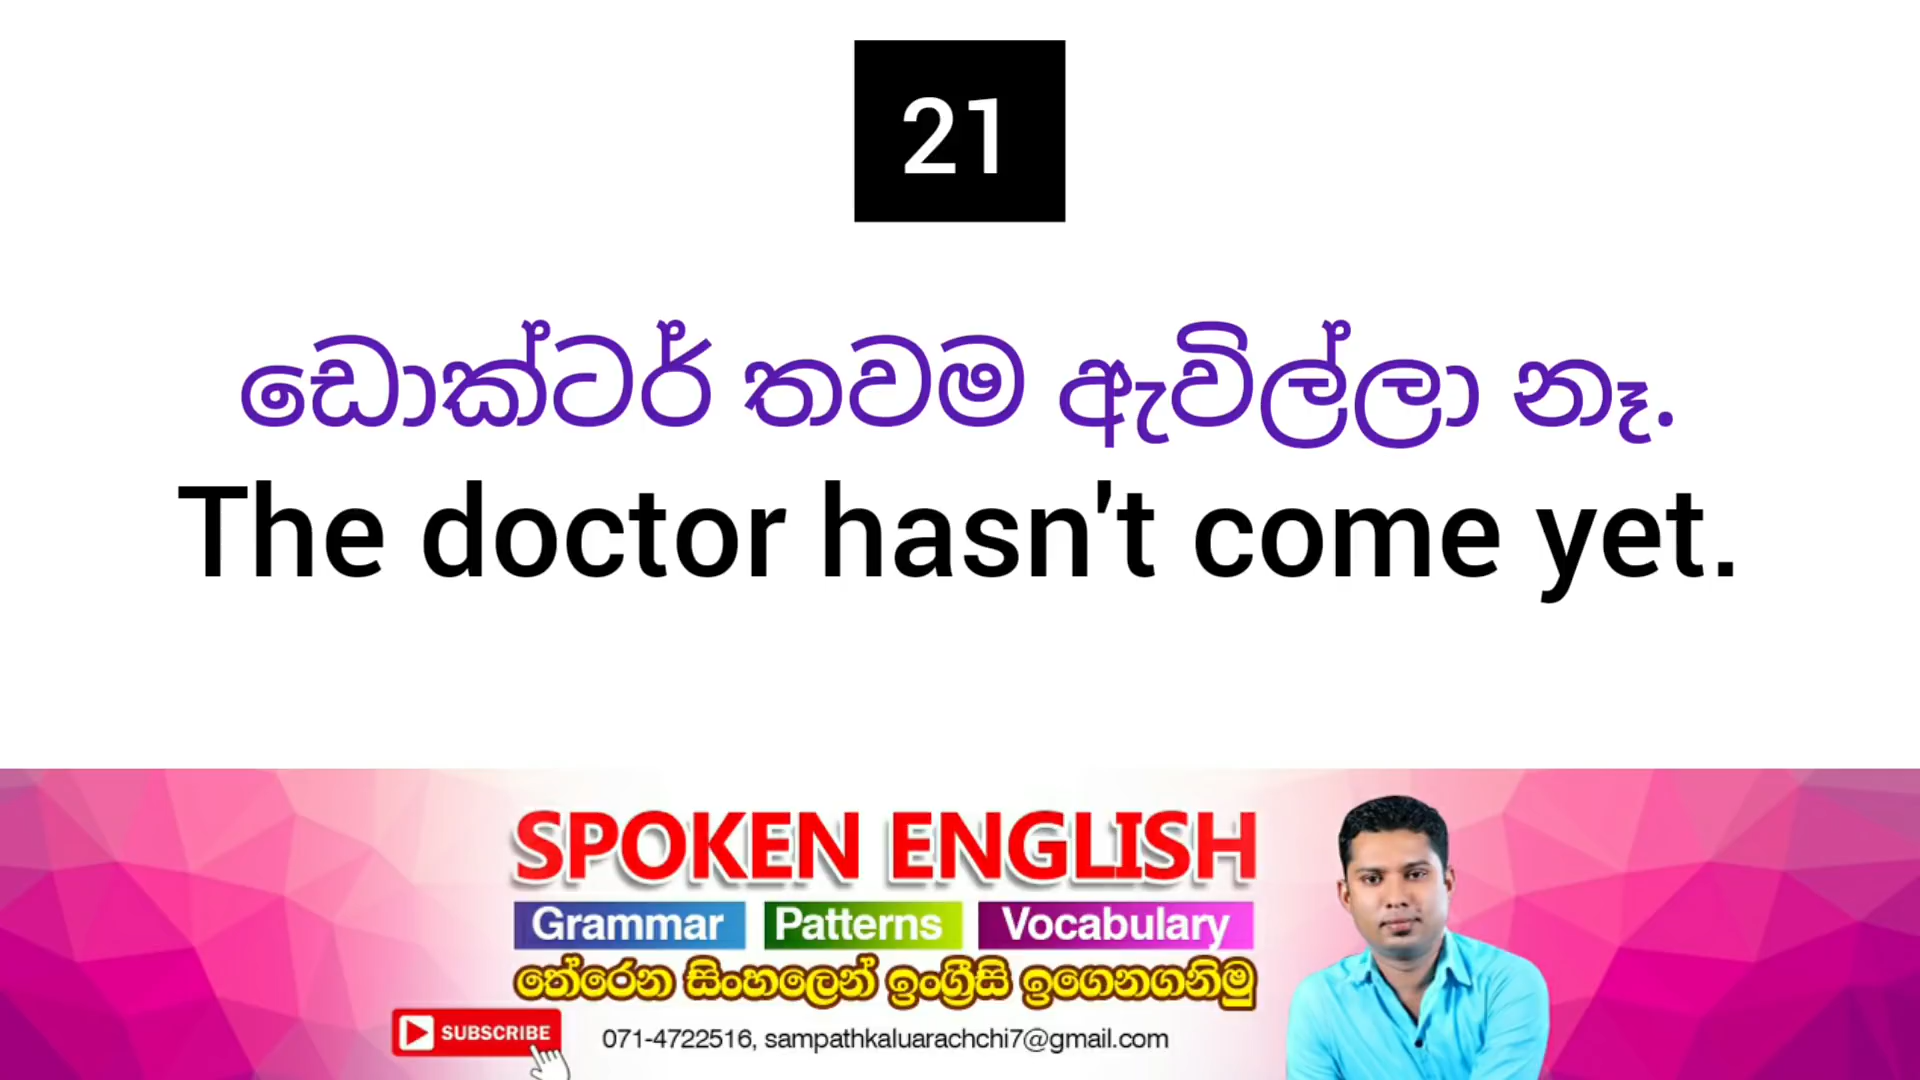 21
ඩොක්ටර් තවම ඇවිල්ලා නෑ.
The doctor hasn't come yet.
SPOKEN ENGLISH
Grammar Patterns Vocabulary
තේරෙන සිංහලෙන් ඉංග්‍රීසි ඉගෙනගනිමු
SUBSCRIBE 071-4722516, sampathkaluarachchi7@gmail.com